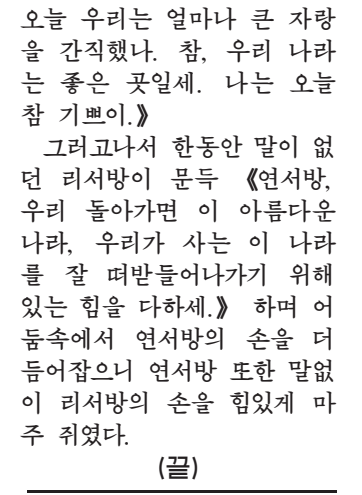 오늘 우리는 얼마나 큰 자랑
을 간직했나. 참, 우리 나라
는 좋은 곳일세. 나는 오늘
참 기쁘이.》
그러고나서 한동안 말이 없
던 리서방이 문득 《연서방,
우리 돌아가면 이 아름다운
나라, 우리가 사는 이 나라
를 잘 떠받들어나가기 위해
있는 힘을 다하세.》 하며 어
둠속에서 연서방의 손을 더
듬어잡으니 연서방 또한 말없
이 리서방의 손을 힘있게 마
주 쥐였다.
(끝)